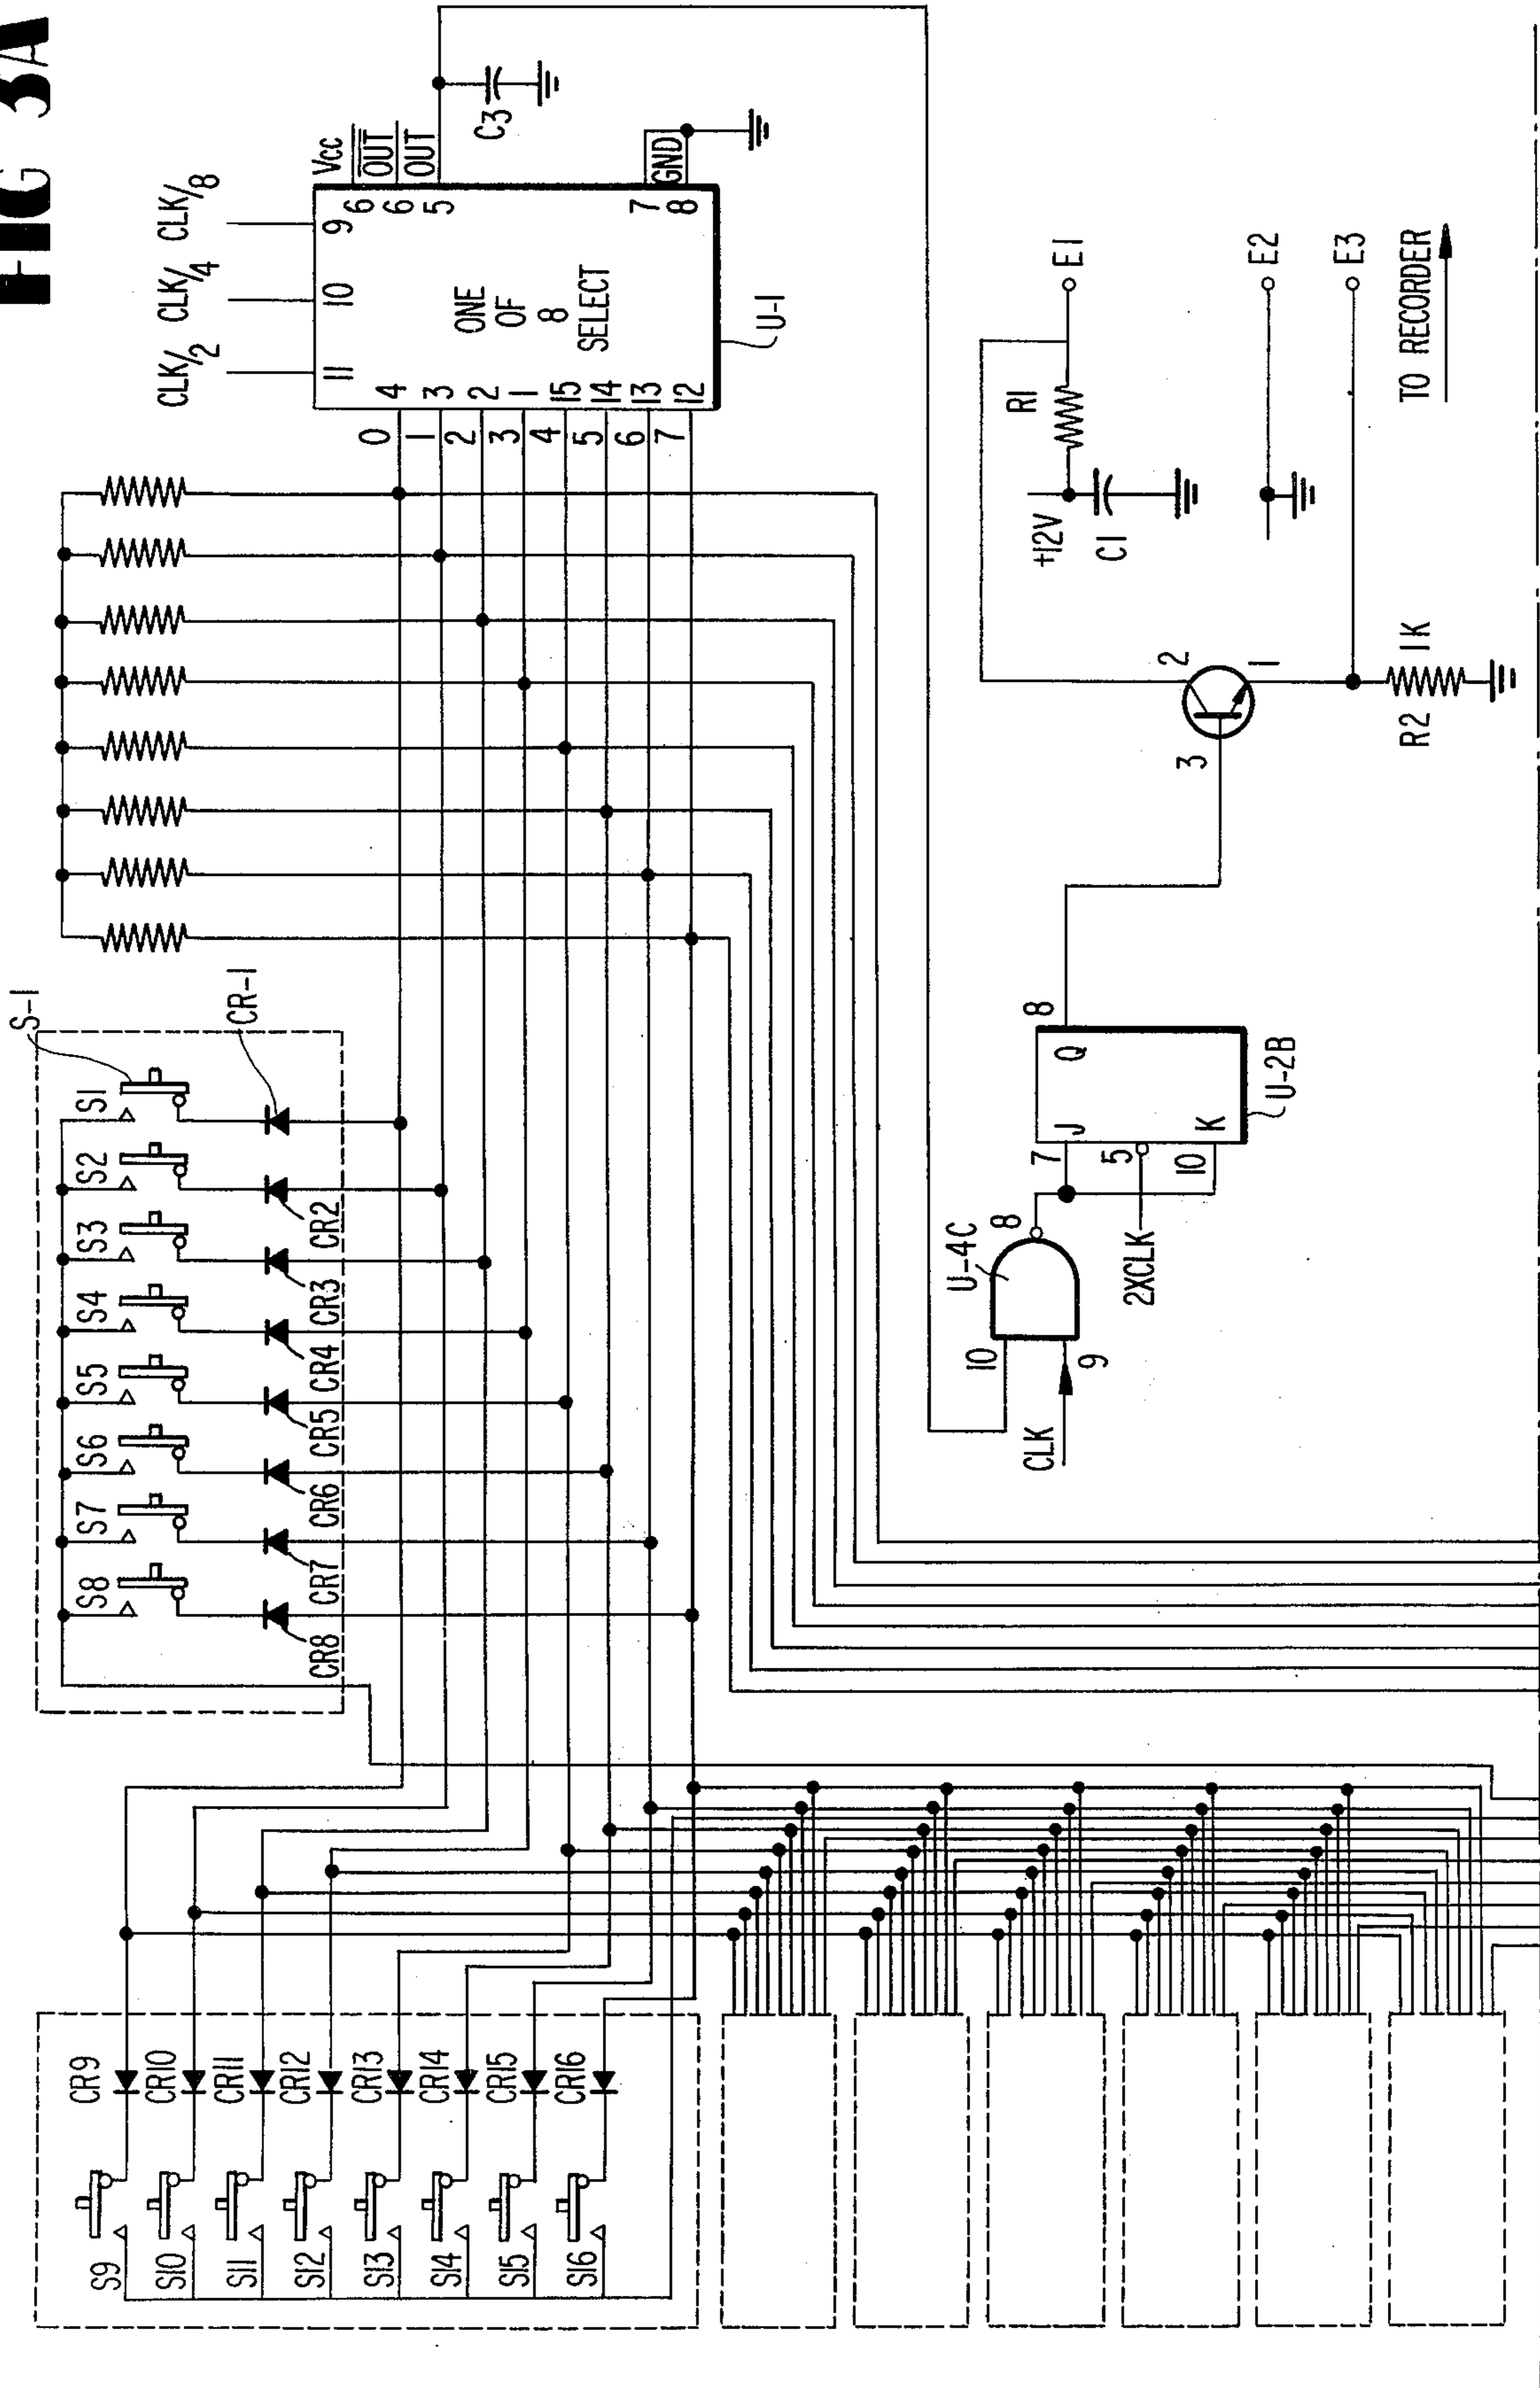 FIG 3A
CLK/2
CLK/4
CLK/8
11
10
9
Vcc
6
OUT
6
OUT
5
C3
0
4
1
3
2
2
3
1
4
15
5
14
6
13
7
12
ONE
OF
8
SELECT
7
GND
8
U-1
S-1
CR-1
S1
S2
S3
S4
S5
S6
S7
S8
CR2
CR3
CR4
CR5
CR6
CR7
CR8
CR9
CR10
CR11
CR12
CR13
CR14
CR15
CR16
S9
S10
S11
S12
S13
S14
S15
S16
CLK
10
9
U-4C
8
2XCLK
7
5
10
J
K
Q
8
U-2B
3
2
1
R2 1K
+12V
C1
R1
E1
E2
E3
TO RECORDER